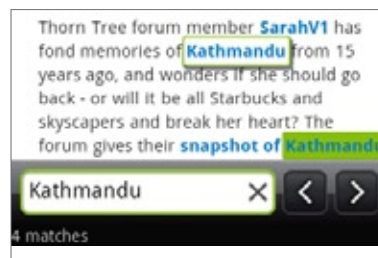 Thorn Tree forum member SarahV1 has
fond memories of Kathmandu from 15
years ago, and wonders if she should go
back - or will it be all Starbucks and
skyscapers and break her heart? The
forum gives their snapshot of Kathmandu
Kathmandu
4 matches